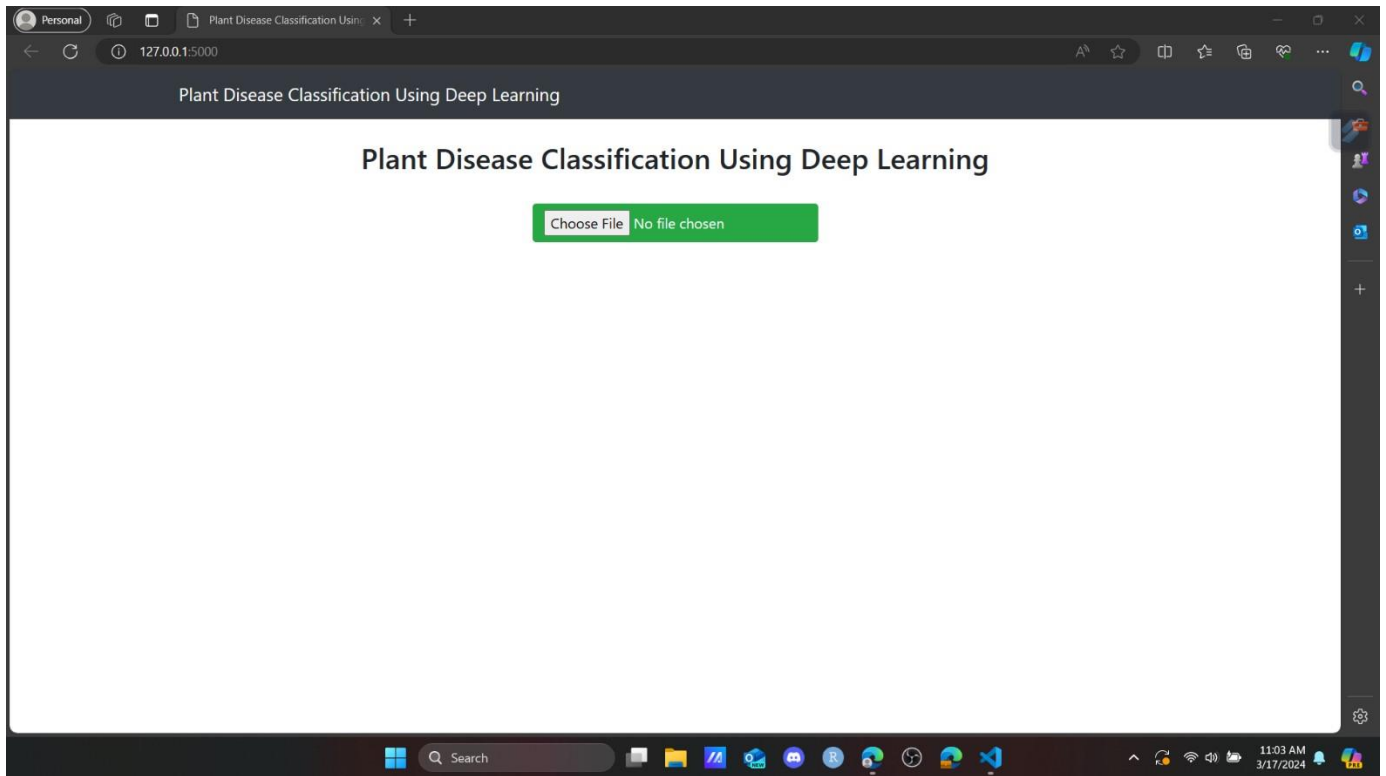 Personal
Plant Disease Classification Using
127.0.0.1:5000
Plant Disease Classification Using Deep Learning
Plant Disease Classification Using Deep Learning
Choose File No file chosen
Search
11:03 AM
3/17/2024